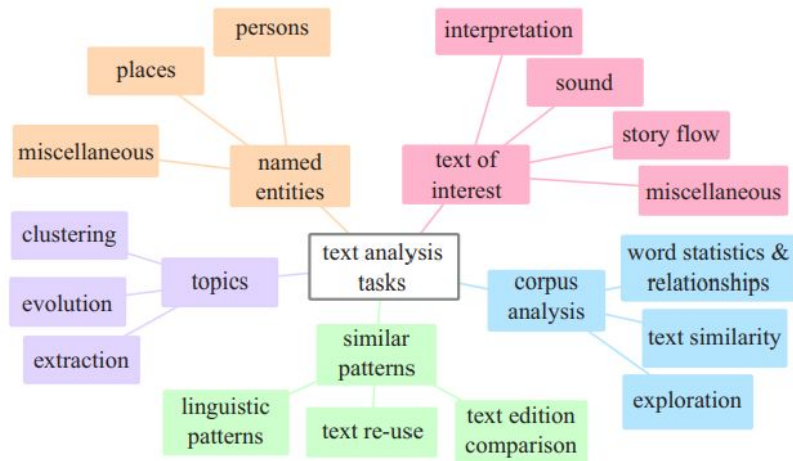 persons
places
miscellaneous
named
entities
interpretation
sound
story flow
miscellaneous
text of
interest
clustering
evolution
extraction
topics
text analysis
tasks
corpus
analysis
word statistics &
relationships
text similarity
exploration
similar
patterns
linguistic
patterns
text re-use
text edition
comparison